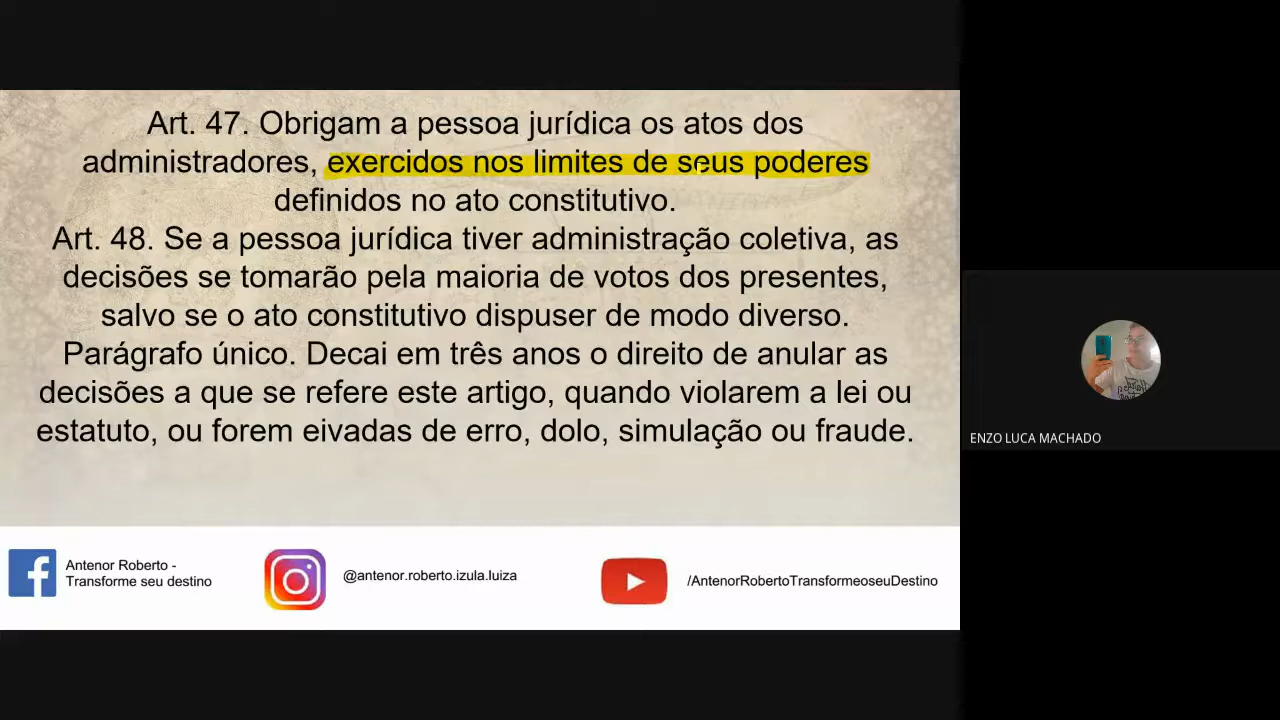 Art. 47. Obrigam a pessoa jurídica os atos dos
administradores, exercidos nos limites de seus poderes
definidos no ato constitutivo.
Art. 48. Se a pessoa jurídica tiver administração coletiva, as
decisões se tomarão pela maioria de votos dos presentes,
salvo se o ato constitutivo dispuser de modo diverso.
Parágrafo único. Decai em três anos o direito de anular as
decisões a que se refere este artigo, quando violarem a lei ou
estatuto, ou forem eivadas de erro, dolo, simulação ou fraude.
Antenor Roberto -
Transforme seu destino
@antenor.roberto.izula.luiza
/AntenorRobertoTransformeoseuDestino
ENZO LUCA MACHADO